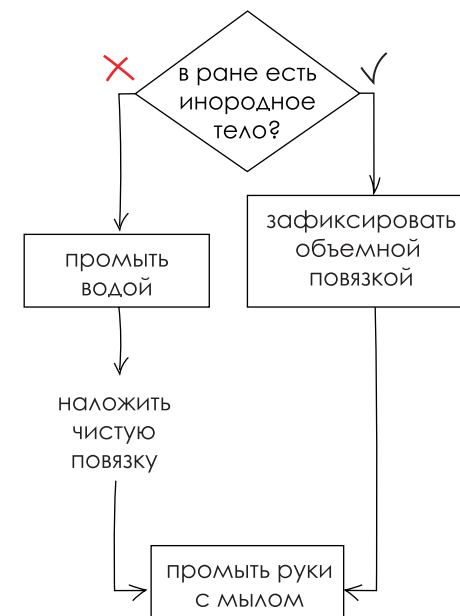 в ране есть
инородное
тело?
зафиксировать
объемной
повязкой
промыть
водой
наложить
чистую
повязку
промыть руки
с мылом